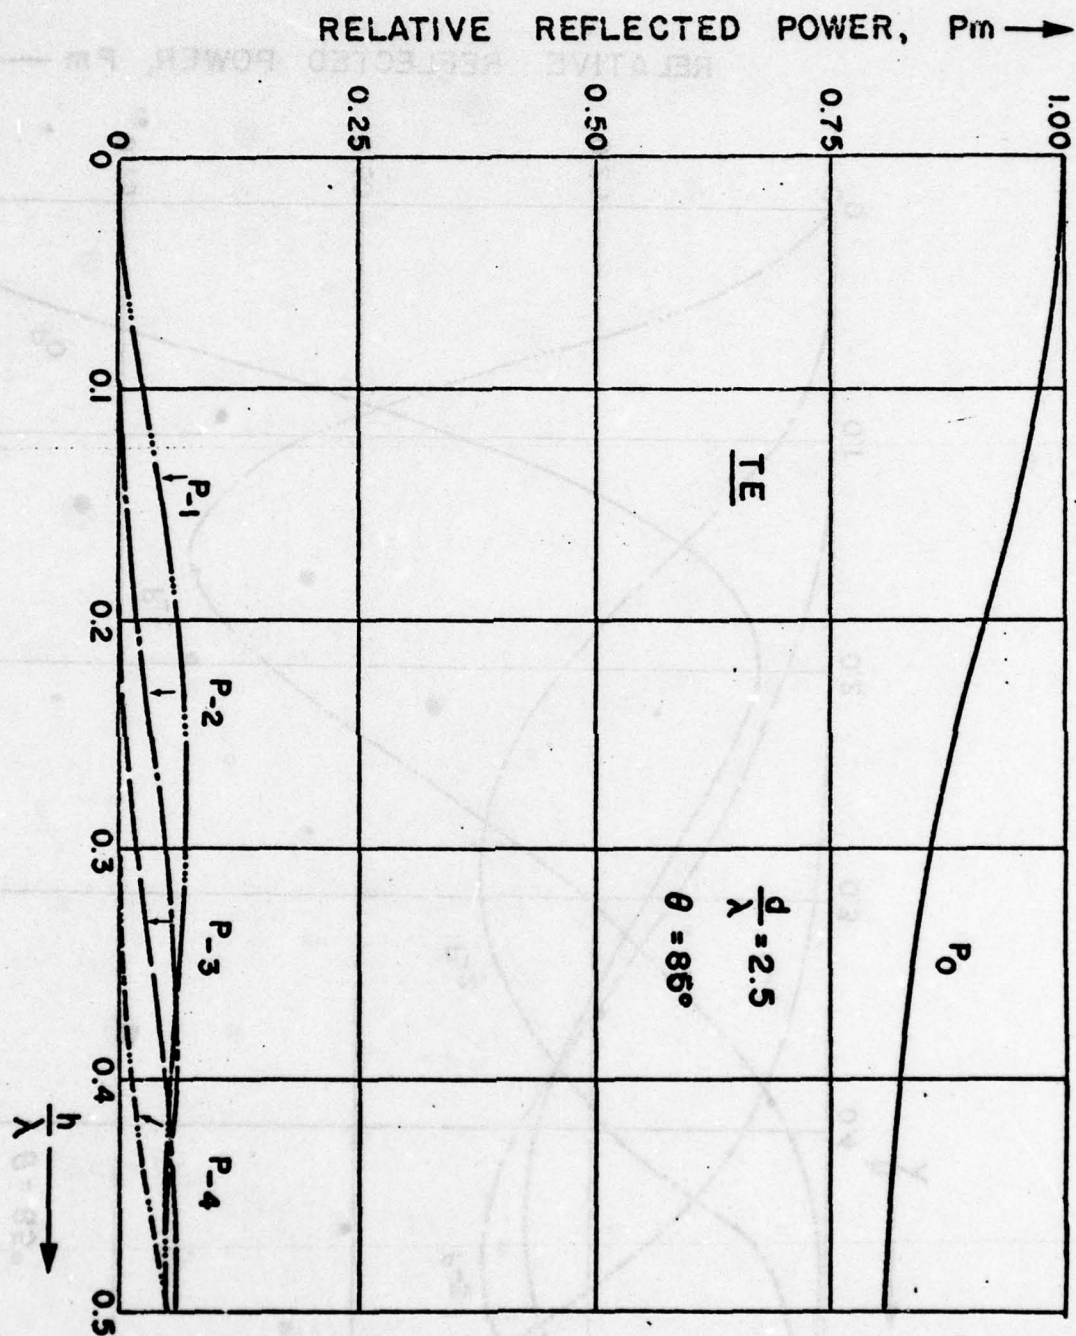 RELATIVE REFLECTED POWER, Pm
1.00
0.75
0.50
0.25
0
0
0.1
0.2
0.3
0.4
0.5
h/λ
TE
d/λ = 2.5
θ = 85°
P0
P-1
P-2
P-3
P-4